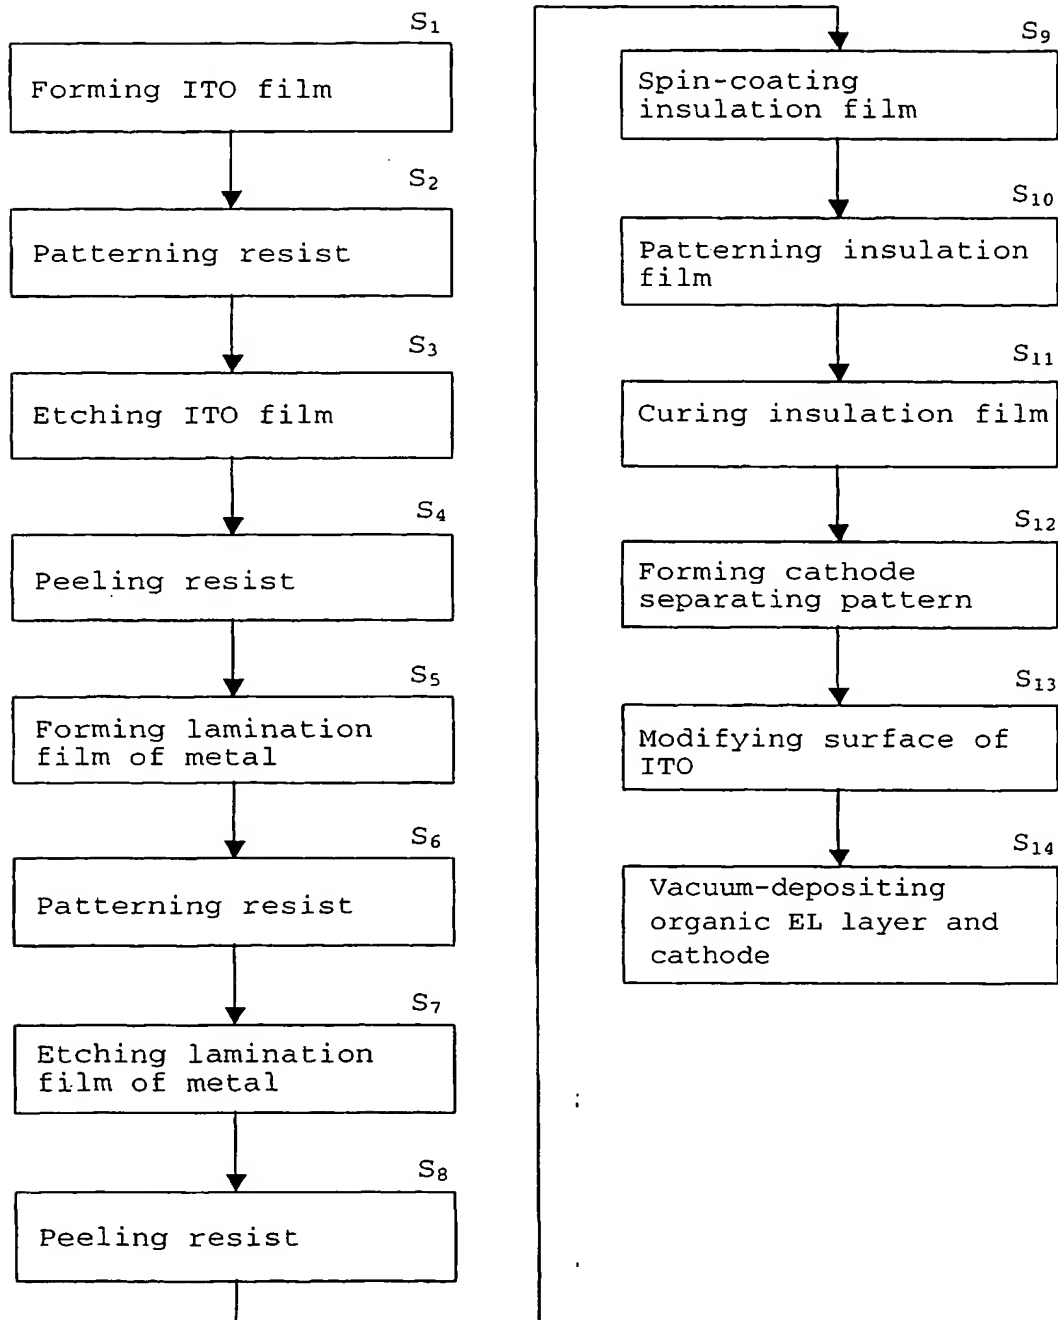 S1
Forming ITO film
S2
Patterning resist
S3
Etching ITO film
S4
Peeling resist
S5
Forming lamination
film of metal
S6
Patterning resist
S7
Etching lamination
film of metal
S8
Peeling resist
S9
Spin-coating
insulation film
S10
Patterning insulation
film
S11
Curing insulation film
S12
Forming cathode
separating pattern
S13
Modifying surface of
ITO
S14
Vacuum-depositing
organic EL layer and
cathode